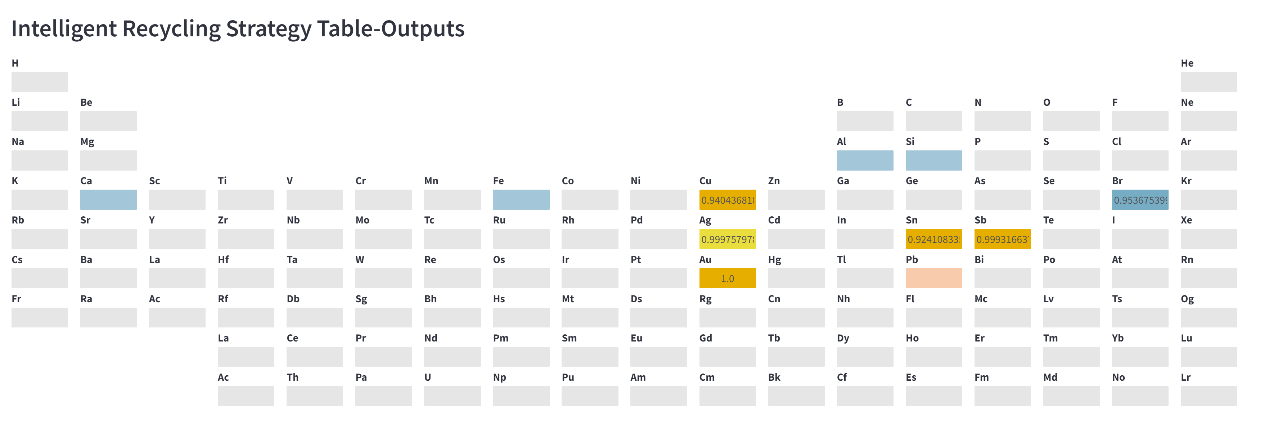 Intelligent Recycling Strategy Table-Outputs
H He
Li Be B C N O F Ne
Na Mg Al Si P S Cl Ar
K Ca Sc Ti V Cr Mn Fe Co Ni Cu Zn Ga Ge As Se Br Kr
0.94043681 0.95367539
Rb Sr Y Zr Nb Mo Tc Ru Rh Pd Ag Cd In Sn Sb Te I Xe
0.99975797 0.92410833 0.99931663
Cs Ba La Hf Ta W Re Os Ir Pt Au Hg Tl Pb Bi Po At Rn
1.0
Fr Ra Ac Rf Db Sg Bh Hs Mt Ds Rg Cn Nh Fl Mc Lv Ts Og
La Ce Pr Nd Pm Sm Eu Gd Tb Dy Ho Er Tm Yb Lu
Ac Th Pa U Np Pu Am Cm Bk Cf Es Fm Md No Lr